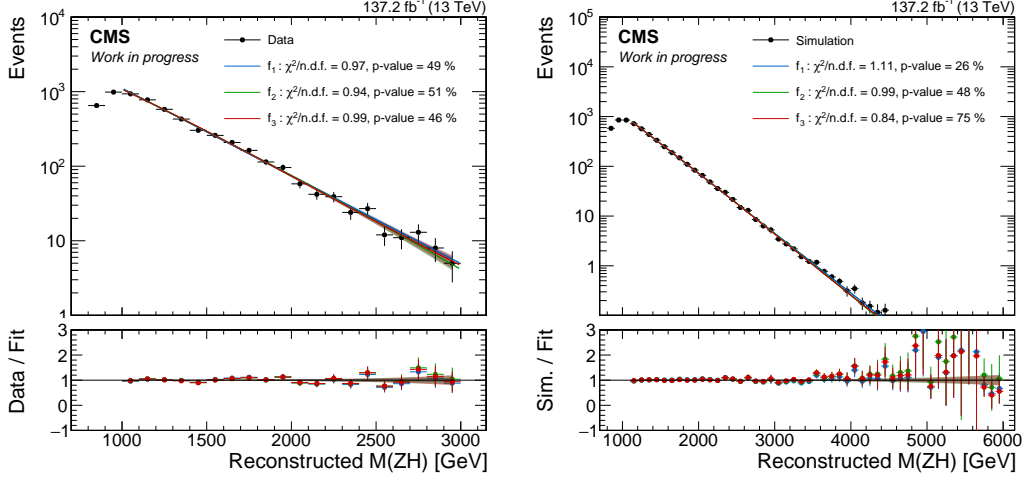 137.2 fb⁻¹ (13 TeV)
Events
10⁴
10³
10²
10
1
CMS
Work in progress
Data
f₁ : χ²/n.d.f. = 0.97, p-value = 49 %
f₂ : χ²/n.d.f. = 0.94, p-value = 51 %
f₃ : χ²/n.d.f. = 0.99, p-value = 46 %
Data / Fit
3
2
1
0
−1
1000 1500 2000 2500 3000
Reconstructed M(ZH) [GeV]
137.2 fb⁻¹ (13 TeV)
Events
10⁵
10⁴
10³
10²
10
1
CMS
Work in progress
Simulation
f₁ : χ²/n.d.f. = 1.11, p-value = 26 %
f₂ : χ²/n.d.f. = 0.99, p-value = 48 %
f₃ : χ²/n.d.f. = 0.84, p-value = 75 %
Sim. / Fit
3
2
1
0
−1
1000 2000 3000 4000 5000 6000
Reconstructed M(ZH) [GeV]